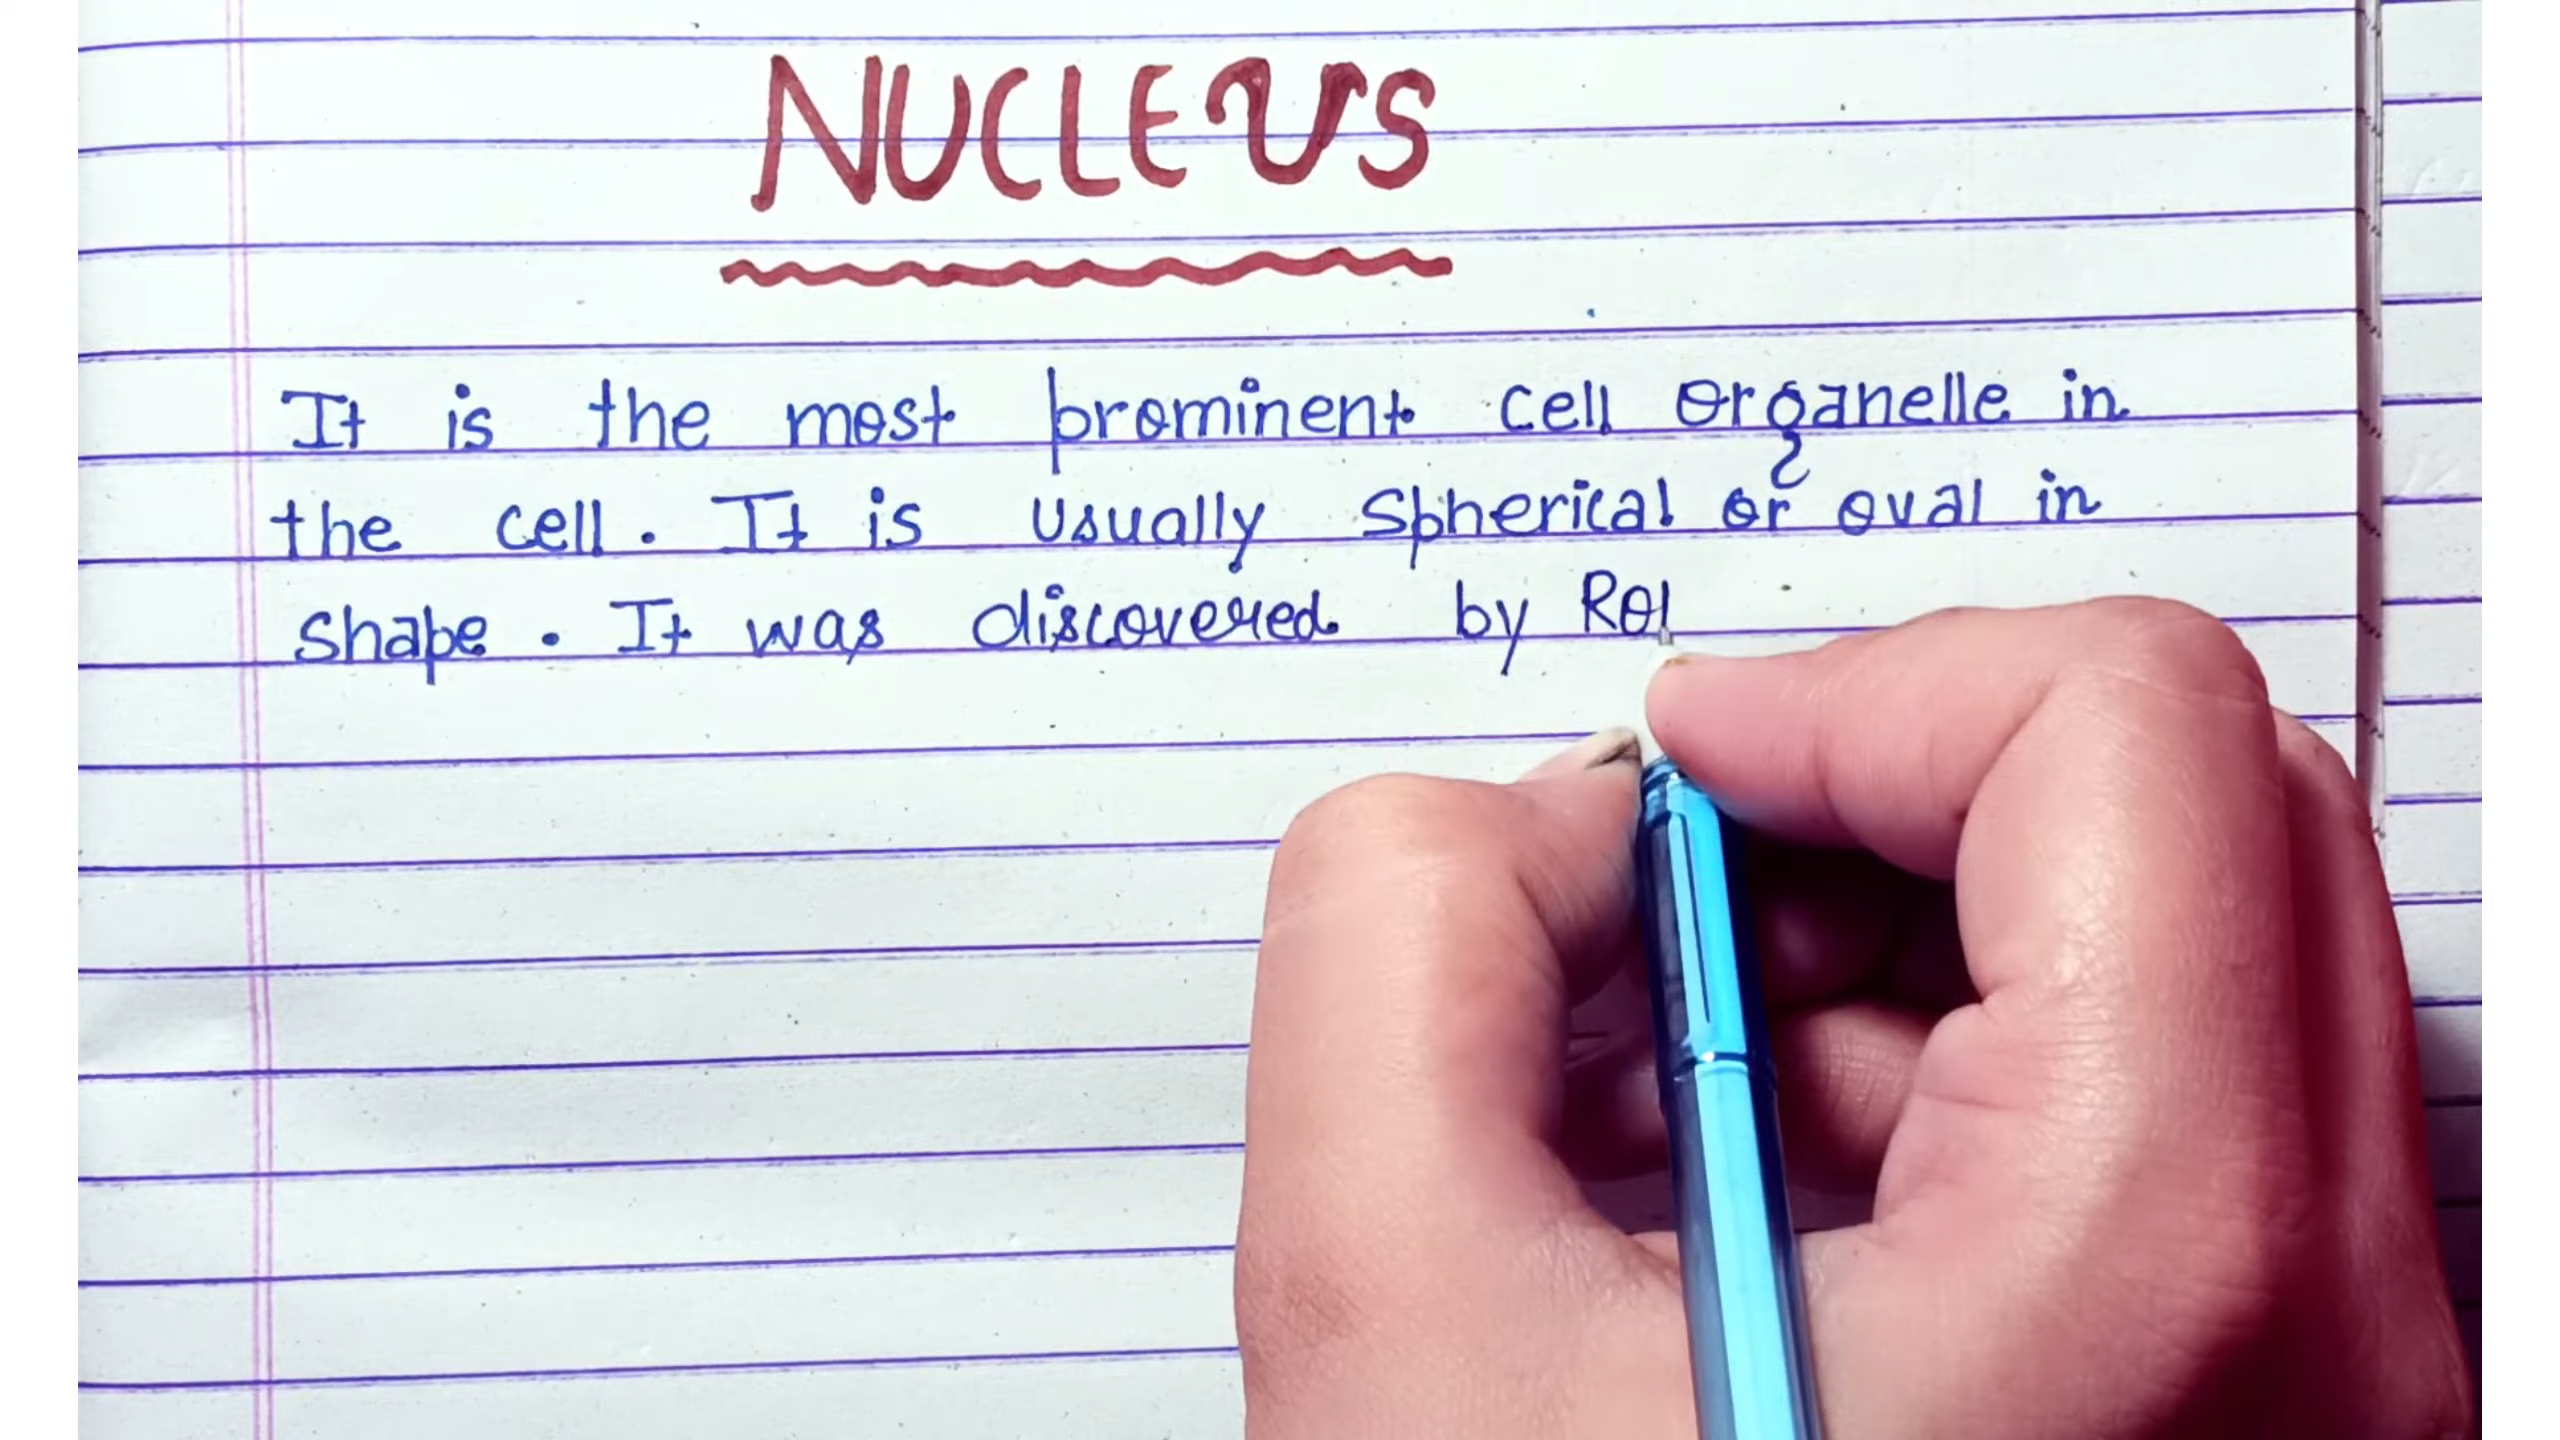 NUCLEUS
It is the most prominent cell organelle in
the cell. It is usually spherical or oval in
shape. It was discovered by